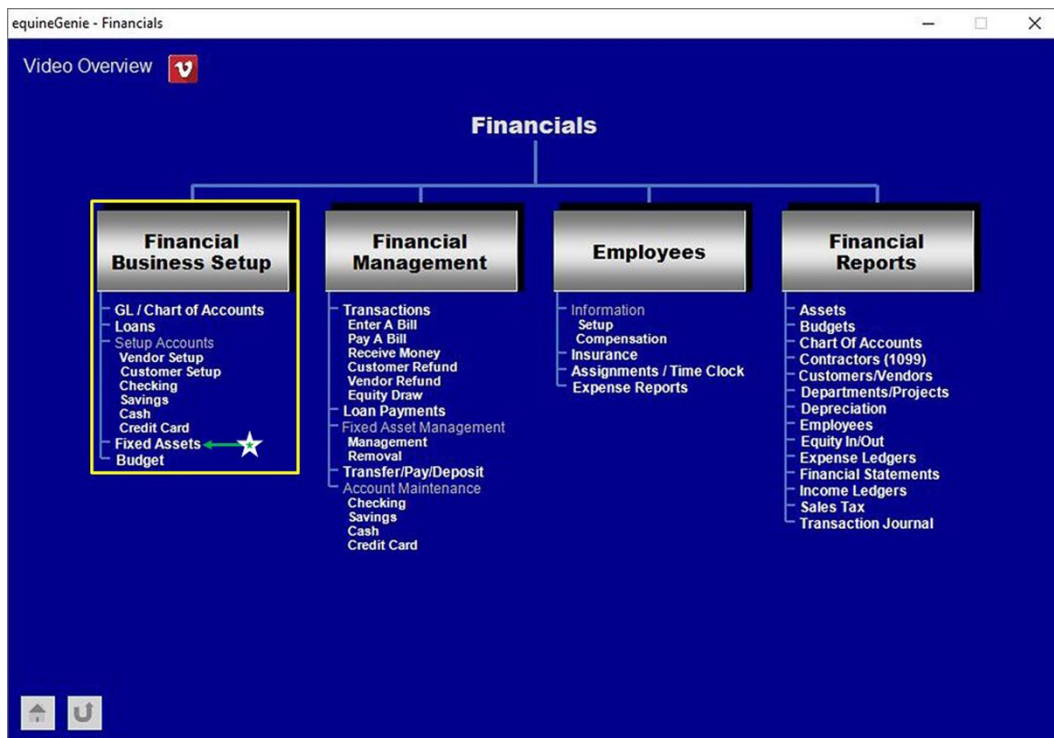 equineGenie - Financials
Video Overview
Financials
Financial
Business Setup
GL / Chart of Accounts
Loans
Setup Accounts
Vendor Setup
Customer Setup
Checking
Savings
Cash
Credit Card
Fixed Assets
Budget
Financial
Management
Transactions
Enter A Bill
Pay A Bill
Receive Money
Customer Refund
Vendor Refund
Equity Draw
Loan Payments
Fixed Asset Management
Management
Removal
Transfer/Pay/Deposit
Account Maintenance
Checking
Savings
Cash
Credit Card
Employees
Information
Setup
Compensation
Insurance
Assignments / Time Clock
Expense Reports
Financial
Reports
Assets
Budgets
Chart Of Accounts
Contractors (1099)
Customers/Vendors
Departments/Projects
Depreciation
Employees
Equity In/Out
Expense Ledgers
Financial Statements
Income Ledgers
Sales Tax
Transaction Journal